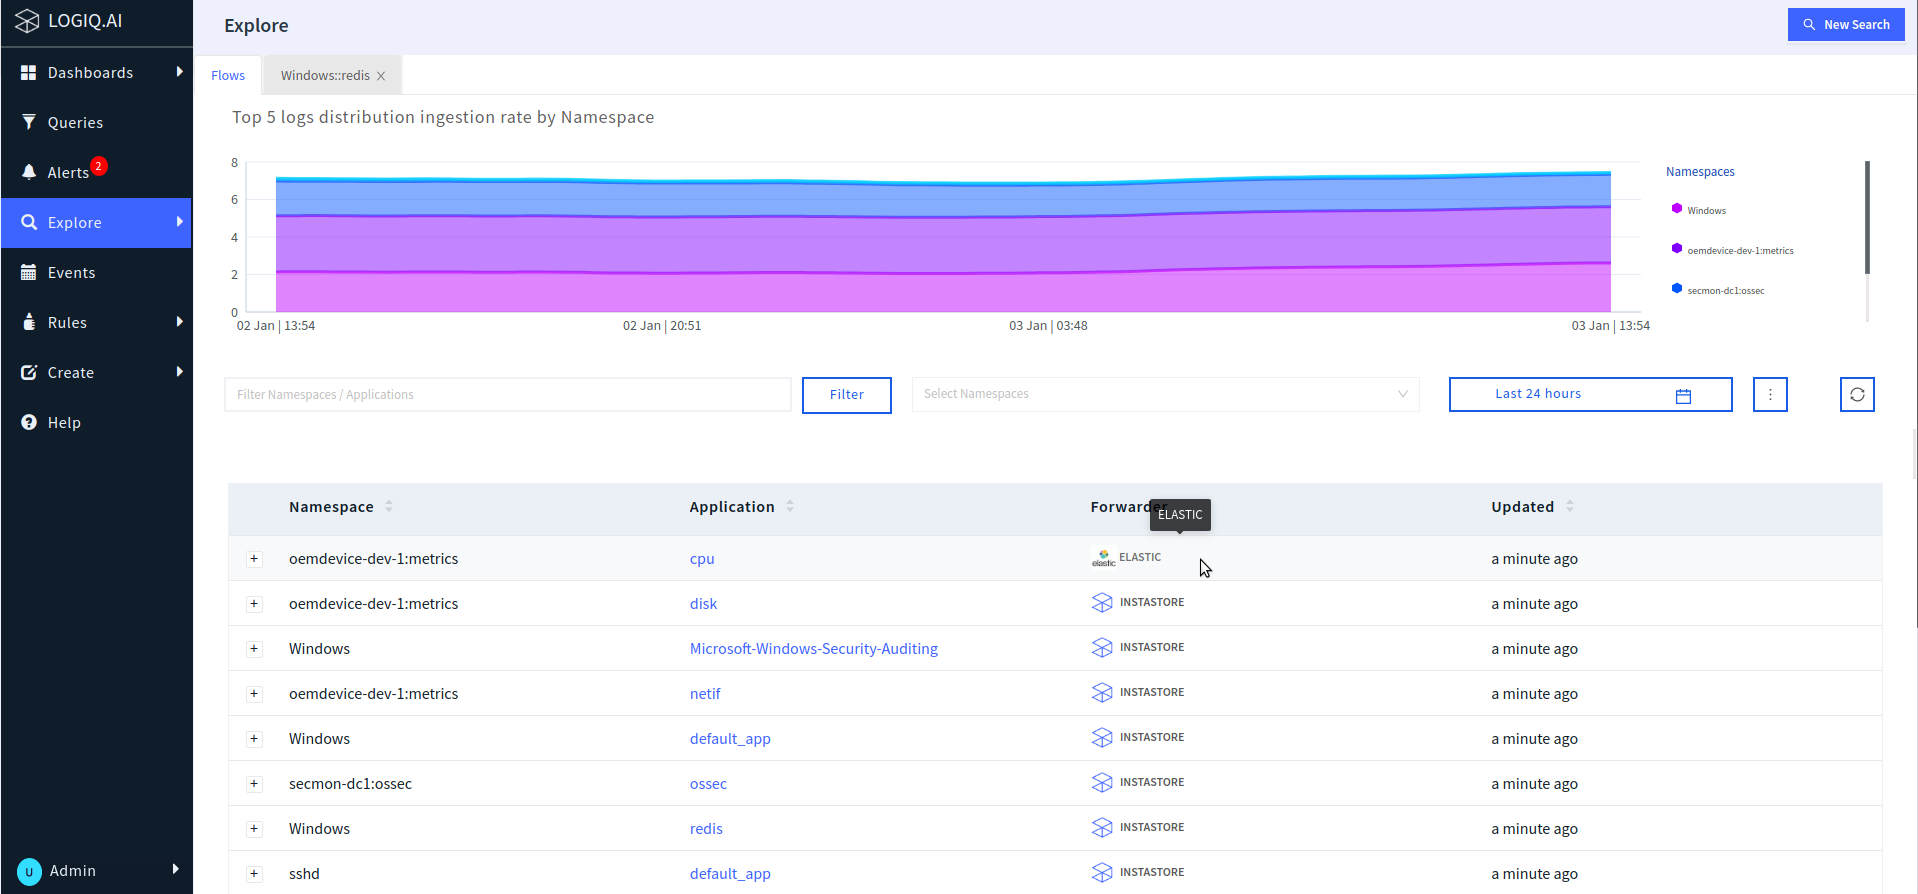 LOGIQ.AI
Dashboards
Queries
Alerts 2
Explore
Events
Rules
Create
Help
U Admin
Explore
New Search
Flows Windows::redis
Top 5 logs distribution ingestion rate by Namespace
8
6
4
2
0
02 Jan | 13:54 02 Jan | 20:51 03 Jan | 03:48 03 Jan | 13:54
Namespaces
Windows
oemdevice-dev-1:metrics
secmon-dc1:ossec
Filter Namespaces / Applications Filter Select Namespaces Last 24 hours
Namespace Application Forwarder Updated
ELASTIC
+ oemdevice-dev-1:metrics cpu elastic ELASTIC a minute ago
+ oemdevice-dev-1:metrics disk INSTASTORE a minute ago
+ Windows Microsoft-Windows-Security-Auditing INSTASTORE a minute ago
+ oemdevice-dev-1:metrics netif INSTASTORE a minute ago
+ Windows default_app INSTASTORE a minute ago
+ secmon-dc1:ossec ossec INSTASTORE a minute ago
+ Windows redis INSTASTORE a minute ago
+ sshd default_app INSTASTORE a minute ago